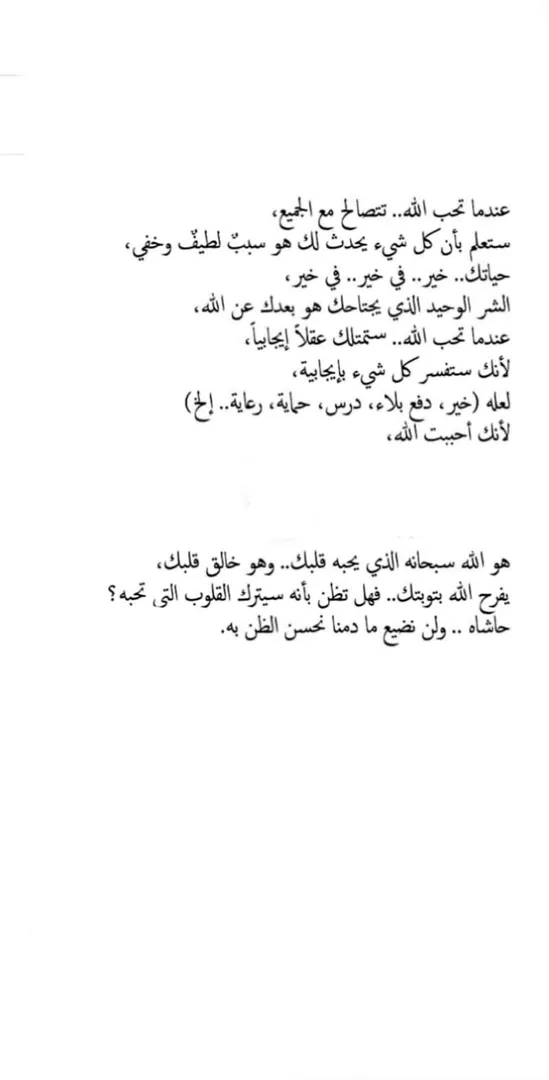 عندما تحب الله.. تتصالح مع الجميع،
ستعلم بأن كل شيء يحدث لك هو سببٌ لطيفٌ وخفي،
حياتك.. خير.. في خير.. في خير،
الشر الوحيد الذي يجتاحك هو بعدك عن الله،
عندما تحب الله.. ستمتلك عقلاً إيجابياً،
لأنك ستفسر كل شيء بإيجابية،
لعله (خير، دفع بلاء، درس، حماية، رعاية.. إلخ)
لأنك أحببت الله،
هو الله سبحانه الذي يحبه قلبك.. وهو خالق قلبك،
يفرح الله بتوبتك.. فهل تظن بأنه سيترك القلوب التي تحبه؟
حاشاه .. ولن نضيع ما دمنا نحسن الظن به.